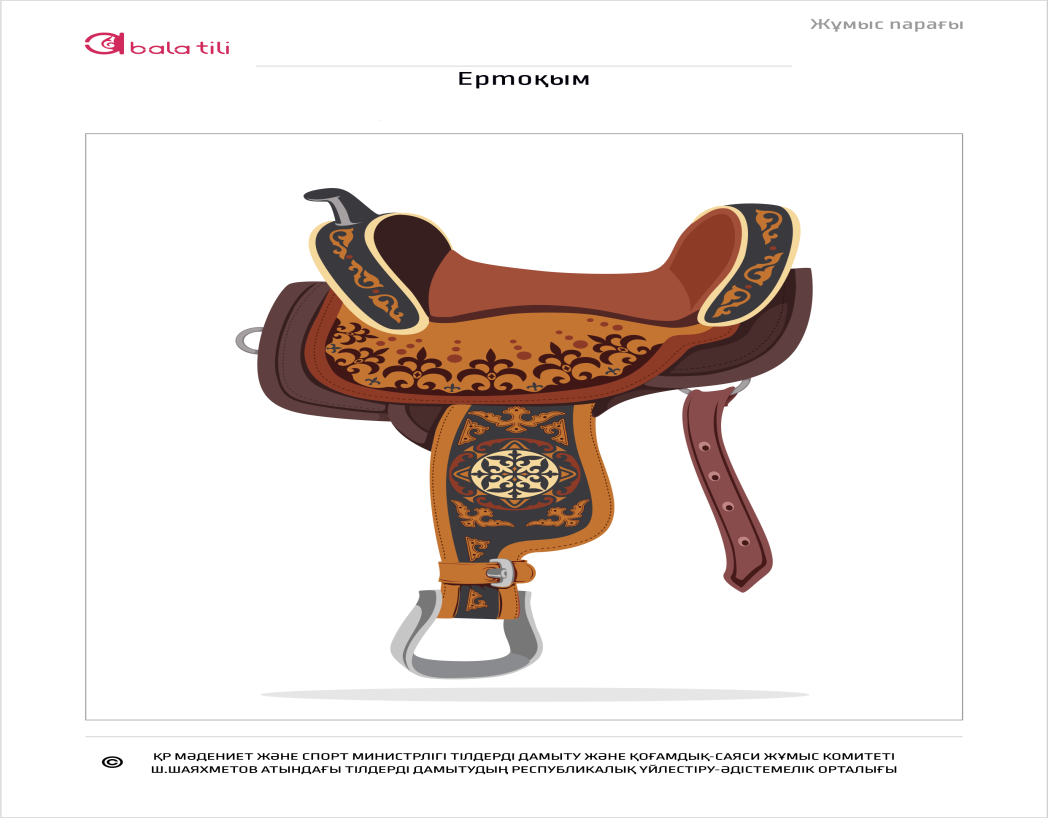 Жұмыс парағы
bala tili
Ертоқым
© ҚР МӘДЕНИЕТ ЖӘНЕ СПОРТ МИНИСТРЛІГІ ТІЛДЕРДІ ДАМЫТУ ЖӘНЕ ҚОҒАМДЫҚ-САЯСИ ЖҰМЫС КОМИТЕТІ
Ш.ШАЯХМЕТОВ АТЫНДАҒЫ ТІЛДЕРДІ ДАМЫТУДЫҢ РЕСПУБЛИКАЛЫҚ ҮЙЛЕСТІРУ-ӘДІСТЕМЕЛІК ОРТАЛЫҒЫ